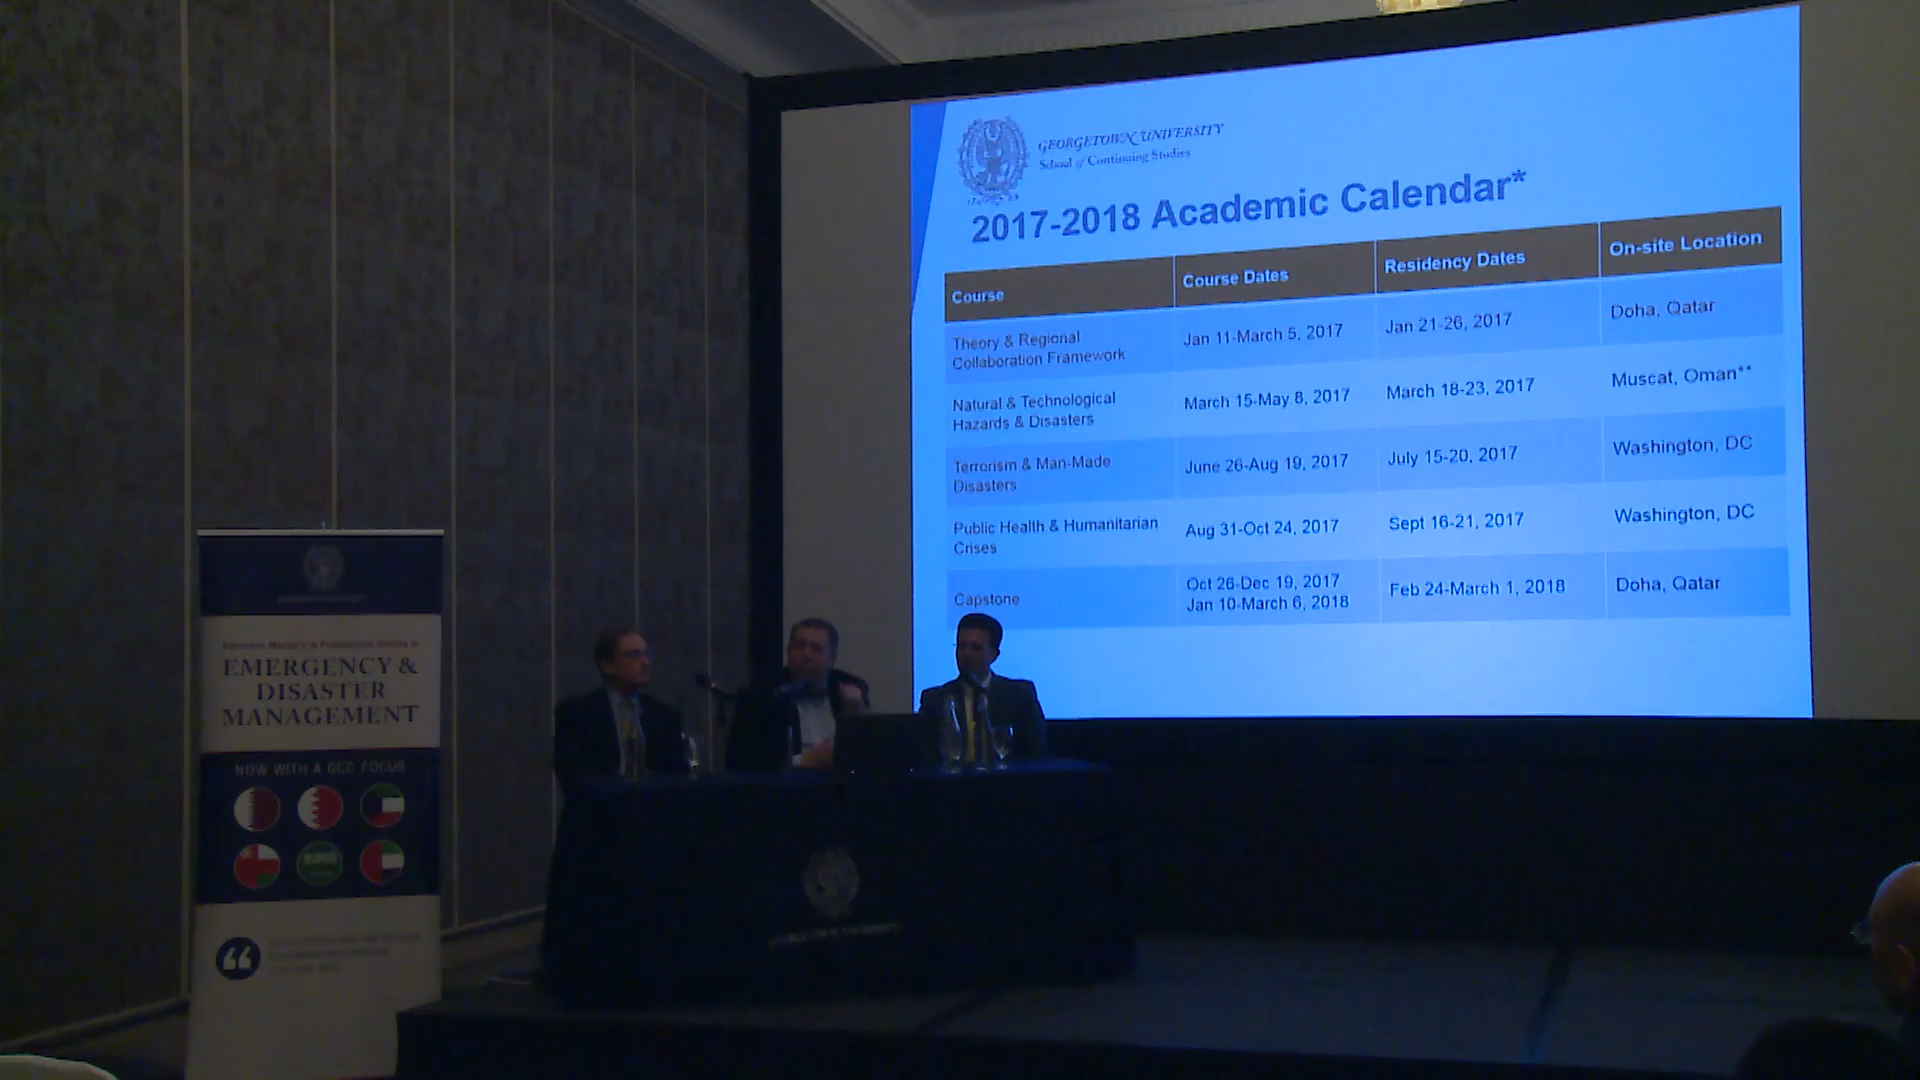 GEORGETOWN UNIVERSITY
School of Continuing Studies
2017-2018 Academic Calendar*
Course
Course Dates
Residency Dates
On-site Location
Theory & Regional
Collaboration Framework
Jan 11-March 5, 2017
Jan 21-26, 2017
Doha, Qatar
Natural & Technological
Hazards & Disasters
March 15-May 8, 2017
March 18-23, 2017
Muscat, Oman**
Terrorism & Man-Made
Disasters
June 26-Aug 19, 2017
July 15-20, 2017
Washington, DC
Public Health & Humanitarian
Crises
Aug 31-Oct 24, 2017
Sept 16-21, 2017
Washington, DC
Capstone
Oct 26-Dec 19, 2017
Jan 10-March 6, 2018
Feb 24-March 1, 2018
Doha, Qatar
EMERGENCY &
DISASTER
MANAGEMENT
NOW WITH A GCC FOCUS
GEORGETOWN UNIVERSITY